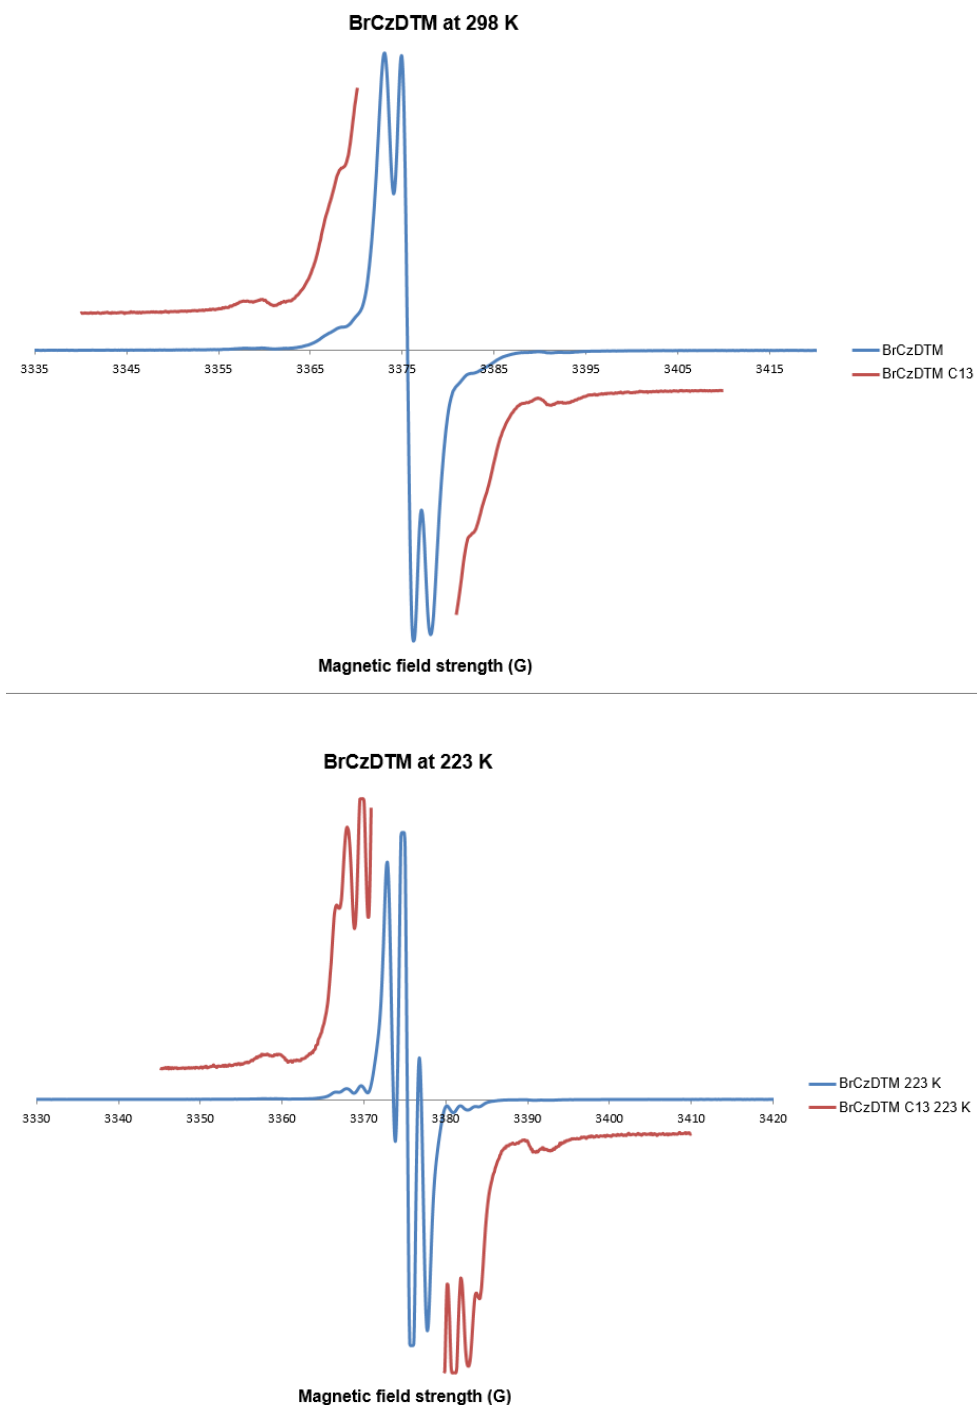 BrCzDTM at 298 K
3335 3345 3355 3365 3375 3385 3395 3405 3415
BrCzDTM
BrCzDTM C13
Magnetic field strength (G)
BrCzDTM at 223 K
3330 3340 3350 3360 3370 3380 3390 3400 3410 3420
BrCzDTM 223 K
BrCzDTM C13 223 K
Magnetic field strength (G)